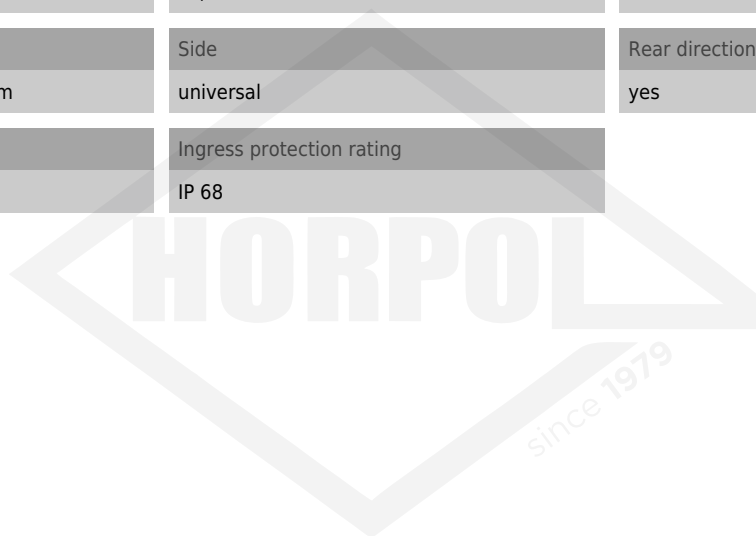 Side
Rear direction
m
universal
yes
Ingress protection rating
IP 68
HORPOL
since 1979